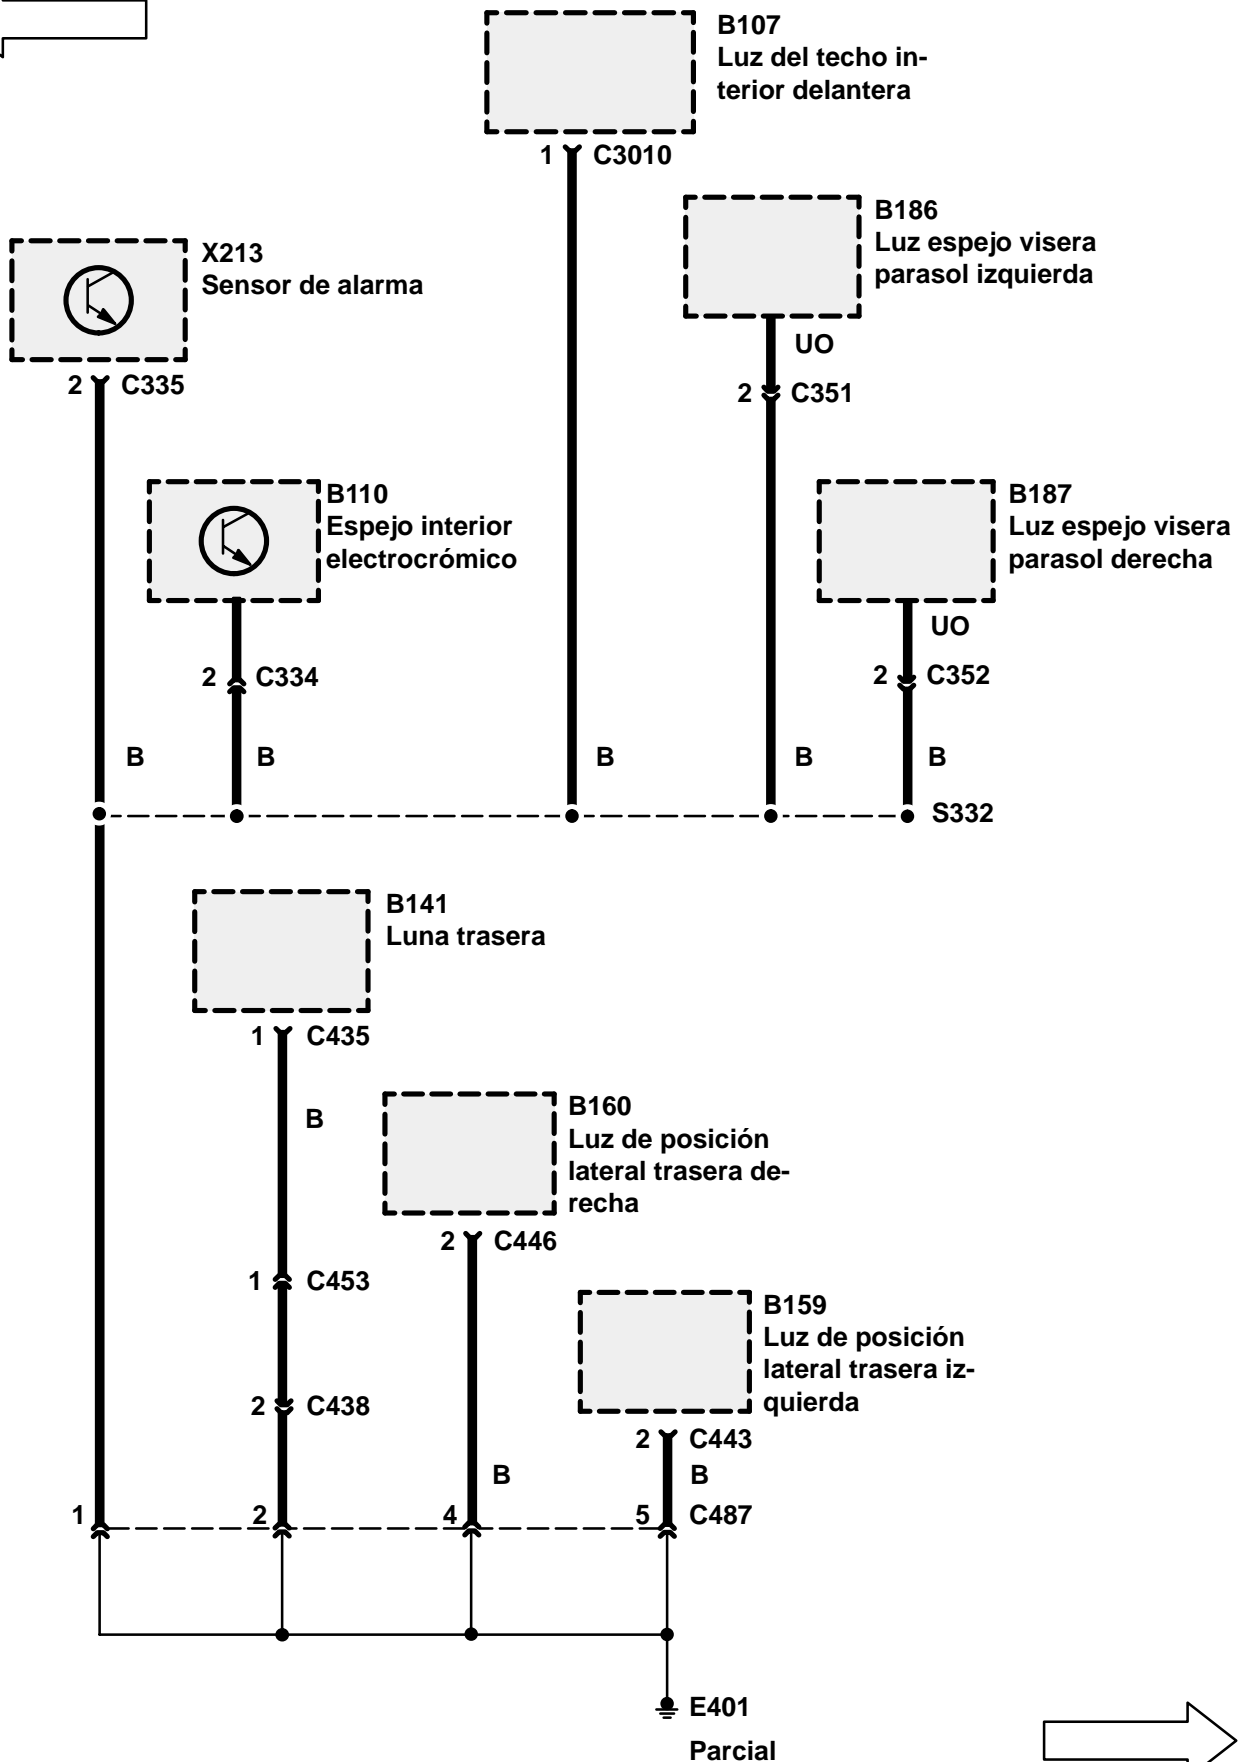 B107
Luz del techo in-
terior delantera
1 C3010
B186
Luz espejo visera
parasol izquierda
X213
Sensor de alarma
UO
2 C335
2 C351
B110
Espejo interior
electrocrómico
B187
Luz espejo visera
parasol derecha
UO
2 C334
2 C352
B B B B B
S332
B141
Luna trasera
1 C435
B
B160
Luz de posición
lateral trasera de-
recha
2 C446
1 C453
B159
Luz de posición
lateral trasera iz-
quierda
2 C438
2 C443
B B
1 2 4 5 C487
E401
Parcial